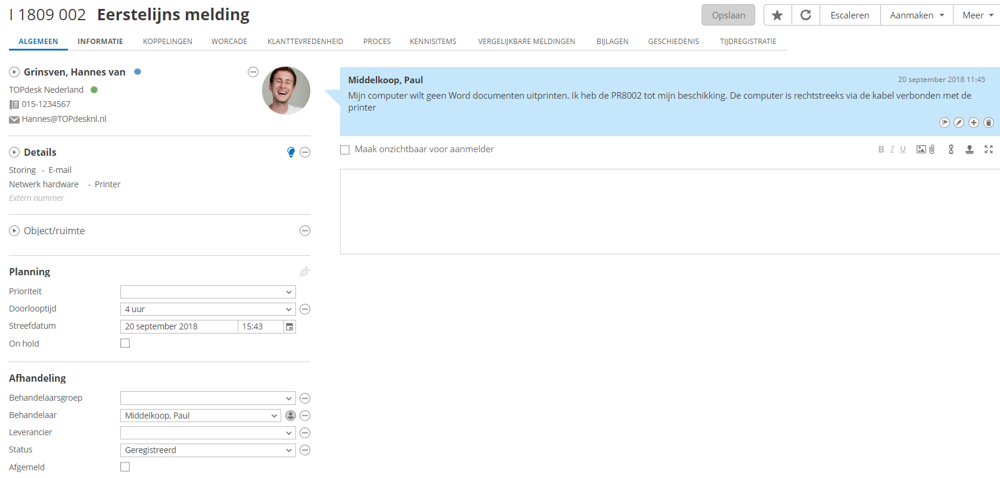 I 1809 002 Eerstelijns melding
Opslaan Escaleren Aanmaken Meer
ALGEMEEN INFORMATIE KOPPELINGEN WORCADE KLANTTEVREDENHEID PROCES KENNISITEMS VERGELIJKBARE MELDINGEN BIJLAGEN GESCHIEDENIS TIJDREGISTRATIE
Grinsven, Hannes van
TOPdesk Nederland
015-1234567
Hannes@TOPdesknl.nl
Details
Storing - E-mail
Netwerk hardware - Printer
Extern nummer
Object/ruimte
Planning
Prioriteit
Doorlooptijd 4 uur
Streefdatum 20 september 2018 15:43
On hold
Afhandeling
Behandelaarsgroep
Behandelaar Middelkoop, Paul
Leverancier
Status Geregistreerd
Afgemeld
Middelkoop, Paul 20 september 2018 11:45
Mijn computer wilt geen Word documenten uitprinten. Ik heb de PR8002 tot mijn beschikking. De computer is rechtstreeks via de kabel verbonden met de
printer
Maak onzichtbaar voor aanmelder B I U